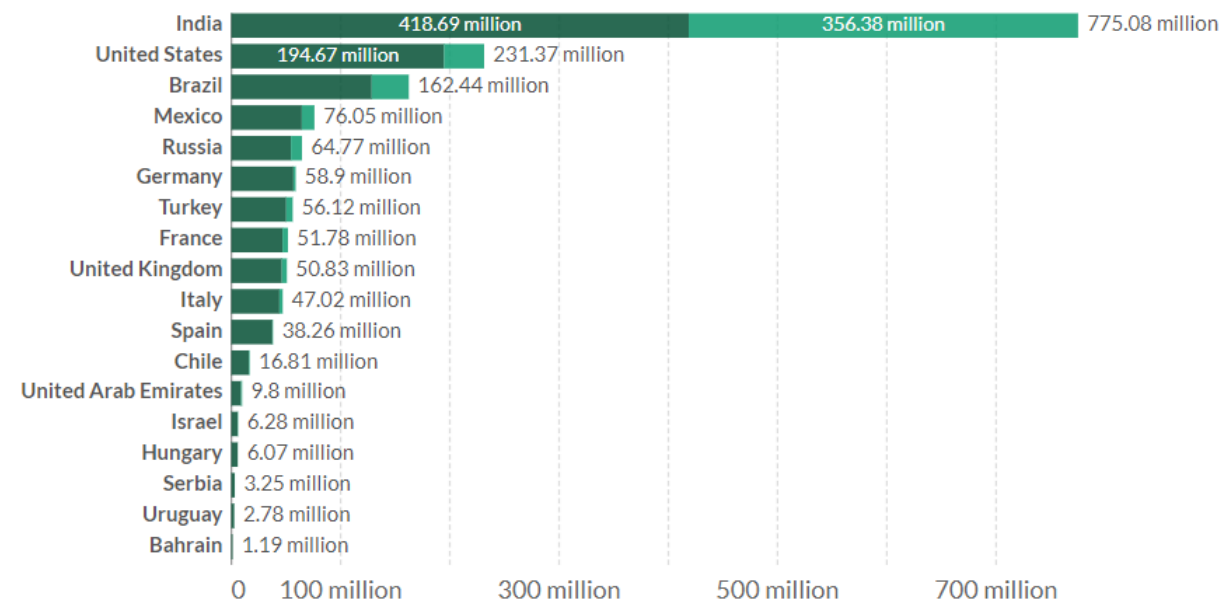 India 418.69 million 356.38 million 775.08 million
United States 194.67 million 231.37 million
Brazil 162.44 million
Mexico 76.05 million
Russia 64.77 million
Germany 58.9 million
Turkey 56.12 million
France 51.78 million
United Kingdom 50.83 million
Italy 47.02 million
Spain 38.26 million
Chile 16.81 million
United Arab Emirates 9.8 million
Israel 6.28 million
Hungary 6.07 million
Serbia 3.25 million
Uruguay 2.78 million
Bahrain 1.19 million
0 100 million 300 million 500 million 700 million